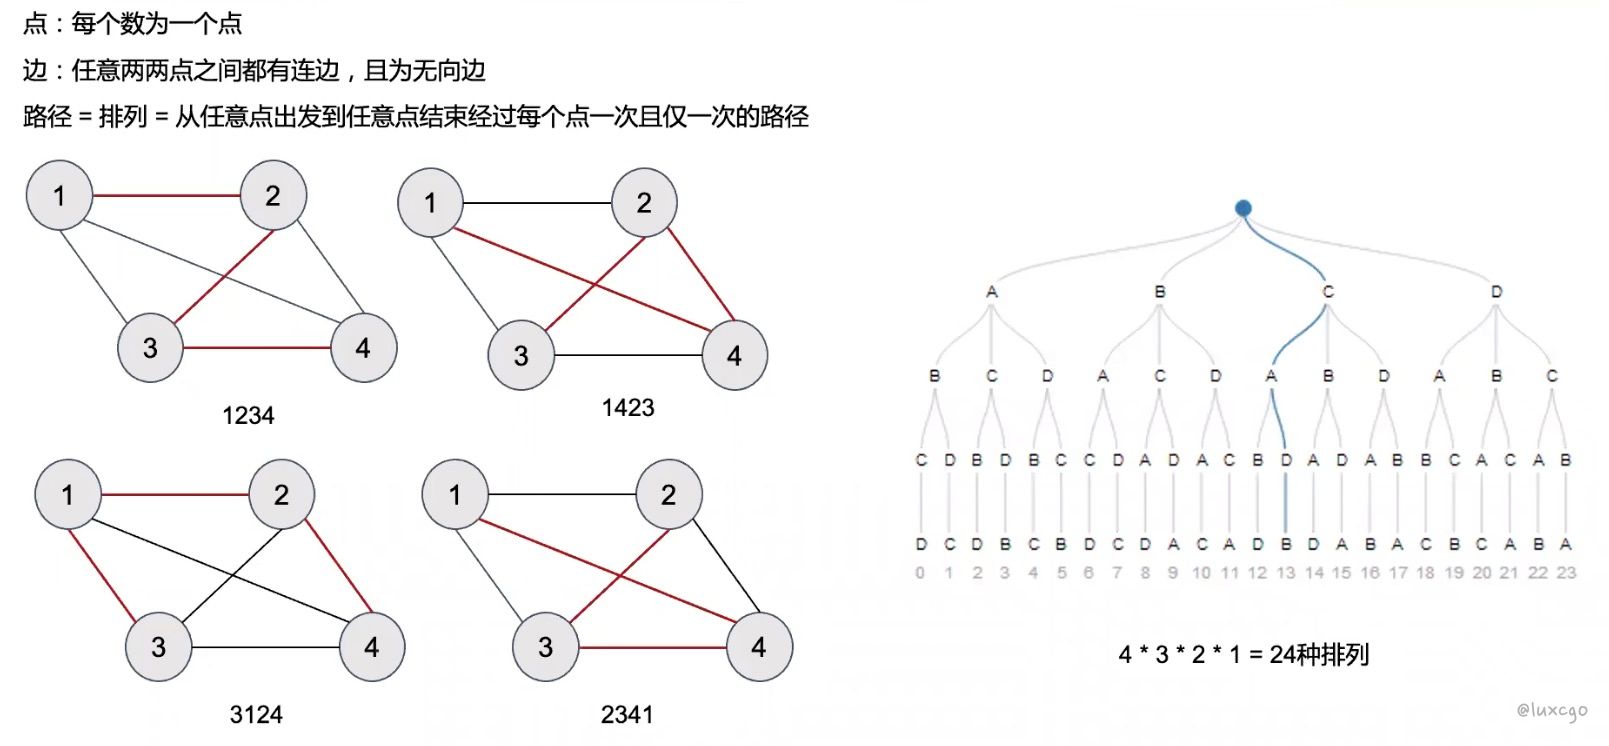 点：每个数为一个点
边：任意两两点之间都有连边，且为无向边
路径 = 排列 = 从任意点出发到任意点结束经过每个点一次且仅一次的路径
1 2
3 4
1234
1 2
3 4
1423
1 2
3 4
3124
1 2
3 4
2341
A B C D
B C D A C D A B D A B C
C D B D B C C D A D A C B D A D A B B C A C A B
D C D B C B D C D A C A D B D A B A C B C A B A
0 1 2 3 4 5 6 7 8 9 10 11 12 13 14 15 16 17 18 19 20 21 22 23
4 * 3 * 2 * 1 = 24种排列
@luxcgo